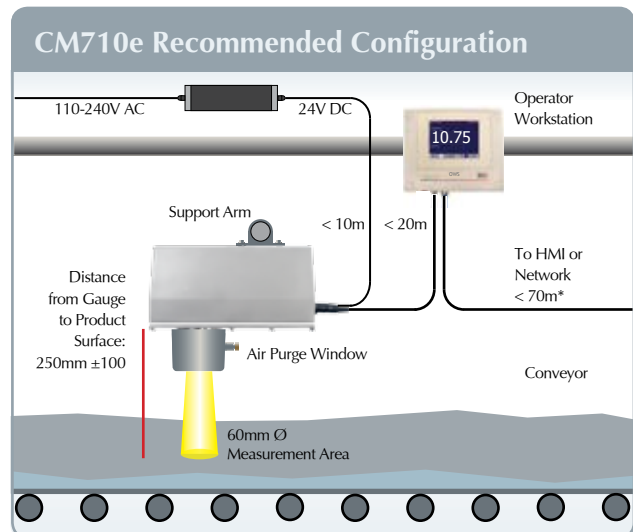 CM710e Recommended Configuration
110-240V AC
24V DC
Operator
Workstation
10.75
Support Arm
< 10m
< 20m
To HMI or
Network
< 70m*
Distance
from Gauge
to Product
Surface:
250mm ±100
Air Purge Window
Conveyor
60mm Ø
Measurement Area